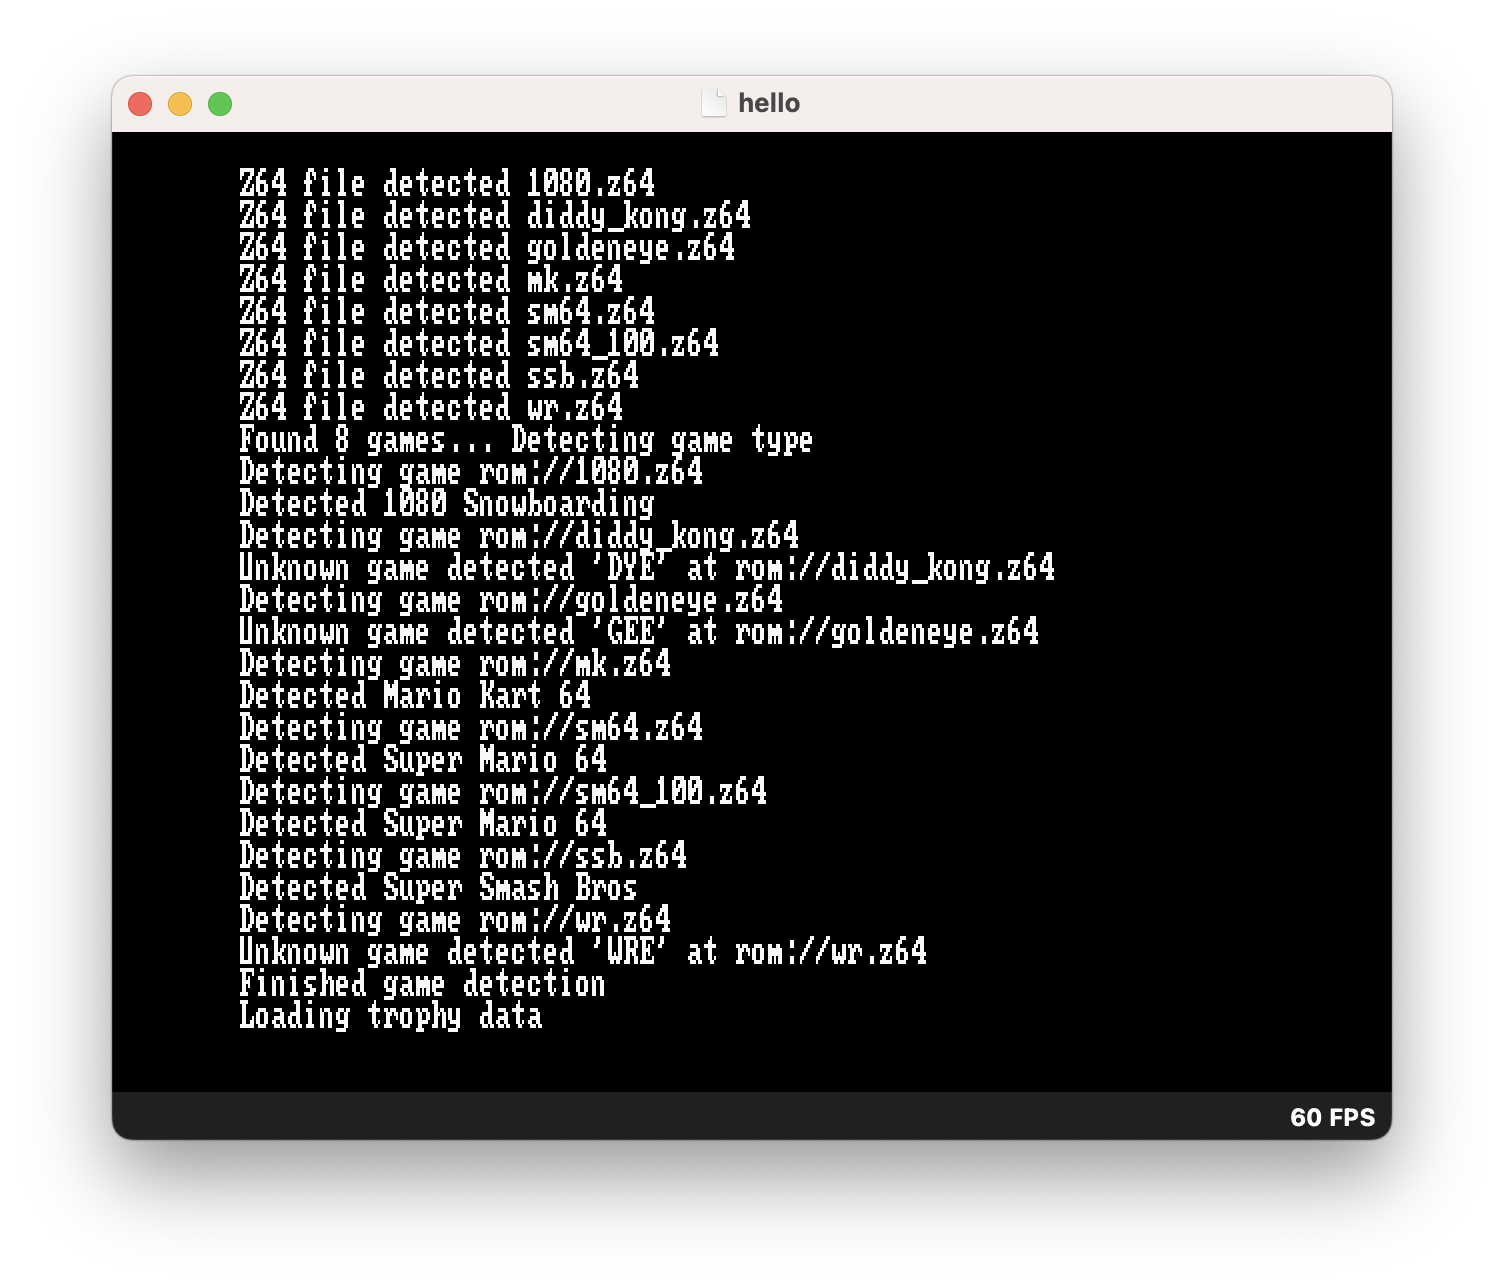 hello
Z64 file detected 1080.z64
Z64 file detected diddy_kong.z64
Z64 file detected goldeneye.z64
Z64 file detected mk.z64
Z64 file detected sm64.z64
Z64 file detected sm64_100.z64
Z64 file detected ssb.z64
Z64 file detected wr.z64
Found 8 games... Detecting game type
Detecting game rom://1080.z64
Detected 1080 Snowboarding
Detecting game rom://diddy_kong.z64
Unknown game detected 'DYE' at rom://diddy_kong.z64
Detecting game rom://goldeneye.z64
Unknown game detected 'GEE' at rom://goldeneye.z64
Detecting game rom://mk.z64
Detected Mario Kart 64
Detecting game rom://sm64.z64
Detected Super Mario 64
Detecting game rom://sm64_100.z64
Detected Super Mario 64
Detecting game rom://ssb.z64
Detected Super Smash Bros
Detecting game rom://wr.z64
Unknown game detected 'WRE' at rom://wr.z64
Finished game detection
Loading trophy data
60 FPS